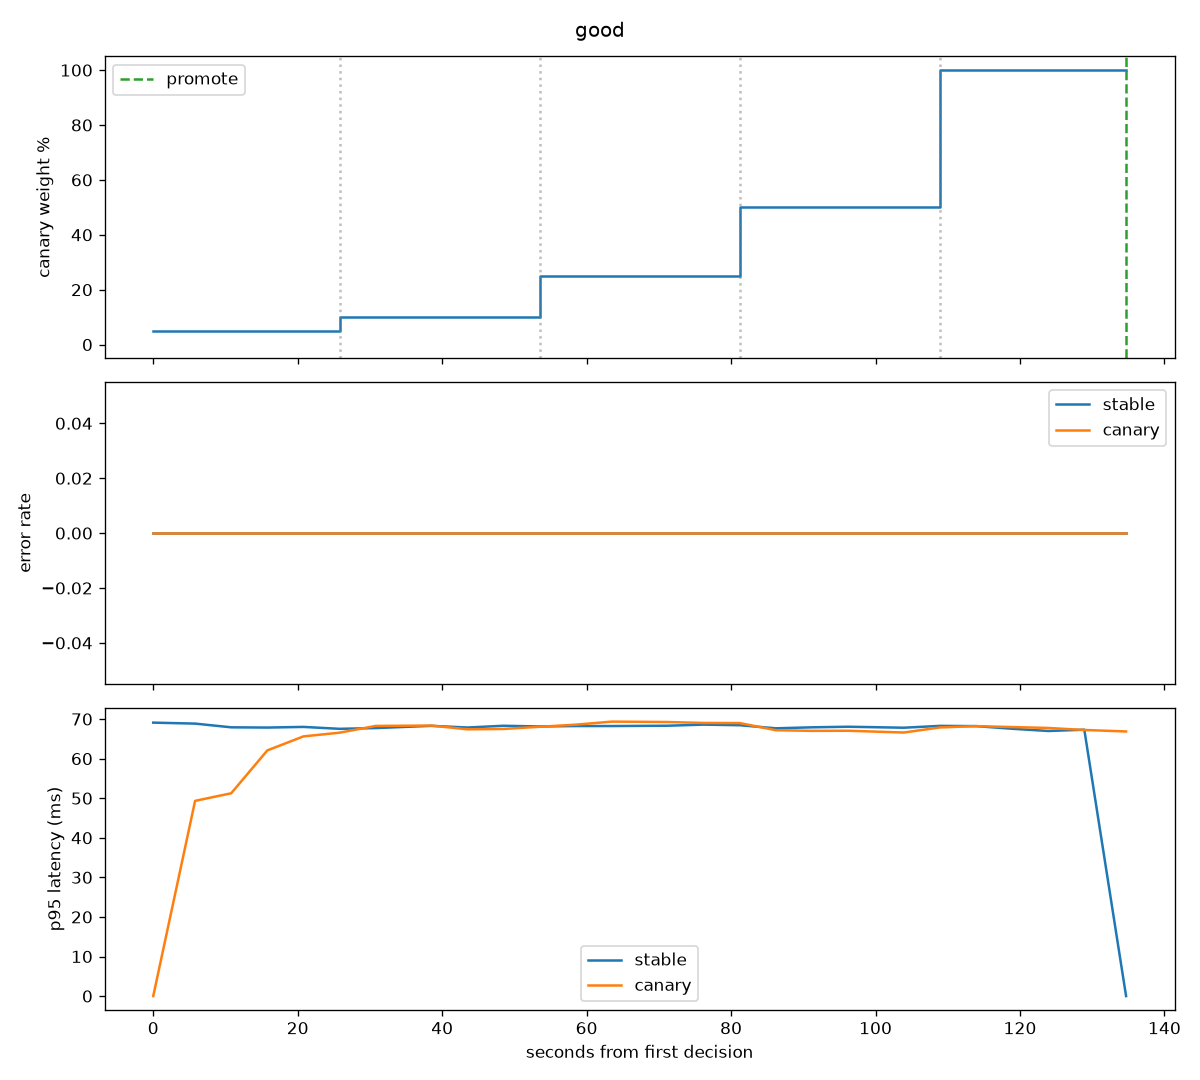 good
promote
canary weight %
100
80
60
40
20
0
stable
canary
error rate
0.04
0.02
0.00
−0.02
−0.04
p95 latency (ms)
70
60
50
40
30
20
10
0
stable
canary
0 20 40 60 80 100 120 140
seconds from first decision